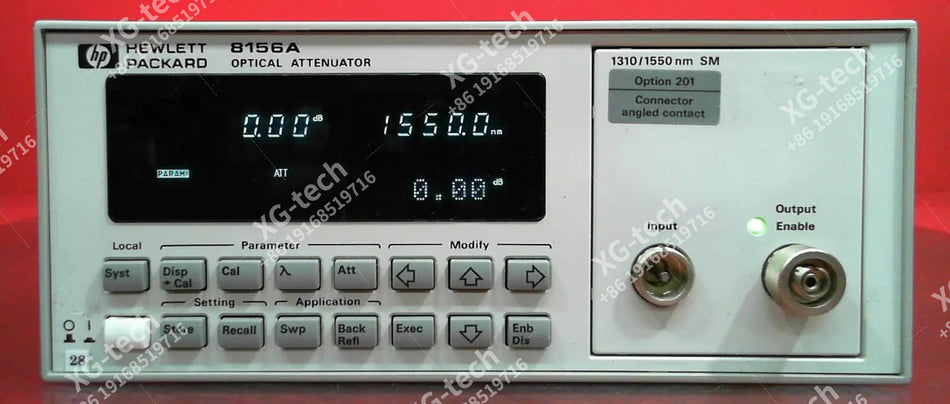 hp HEWLETT PACKARD
8156A
OPTICAL ATTENUATOR
1310/1550 nm SM
Option 201
Connector
angled contact
0.00 dB
1550.0 nm
PARAM:
ATT
0.00 dB
Output
Enable
Input
Local
Parameter
Modify
Syst
Disp
→ Cal
Cal
λ
Att
Setting
Application
Store
Recall
Swp
Back
Refl
Exec
Enb
Dis
28
XG-tech
+86 19168519716